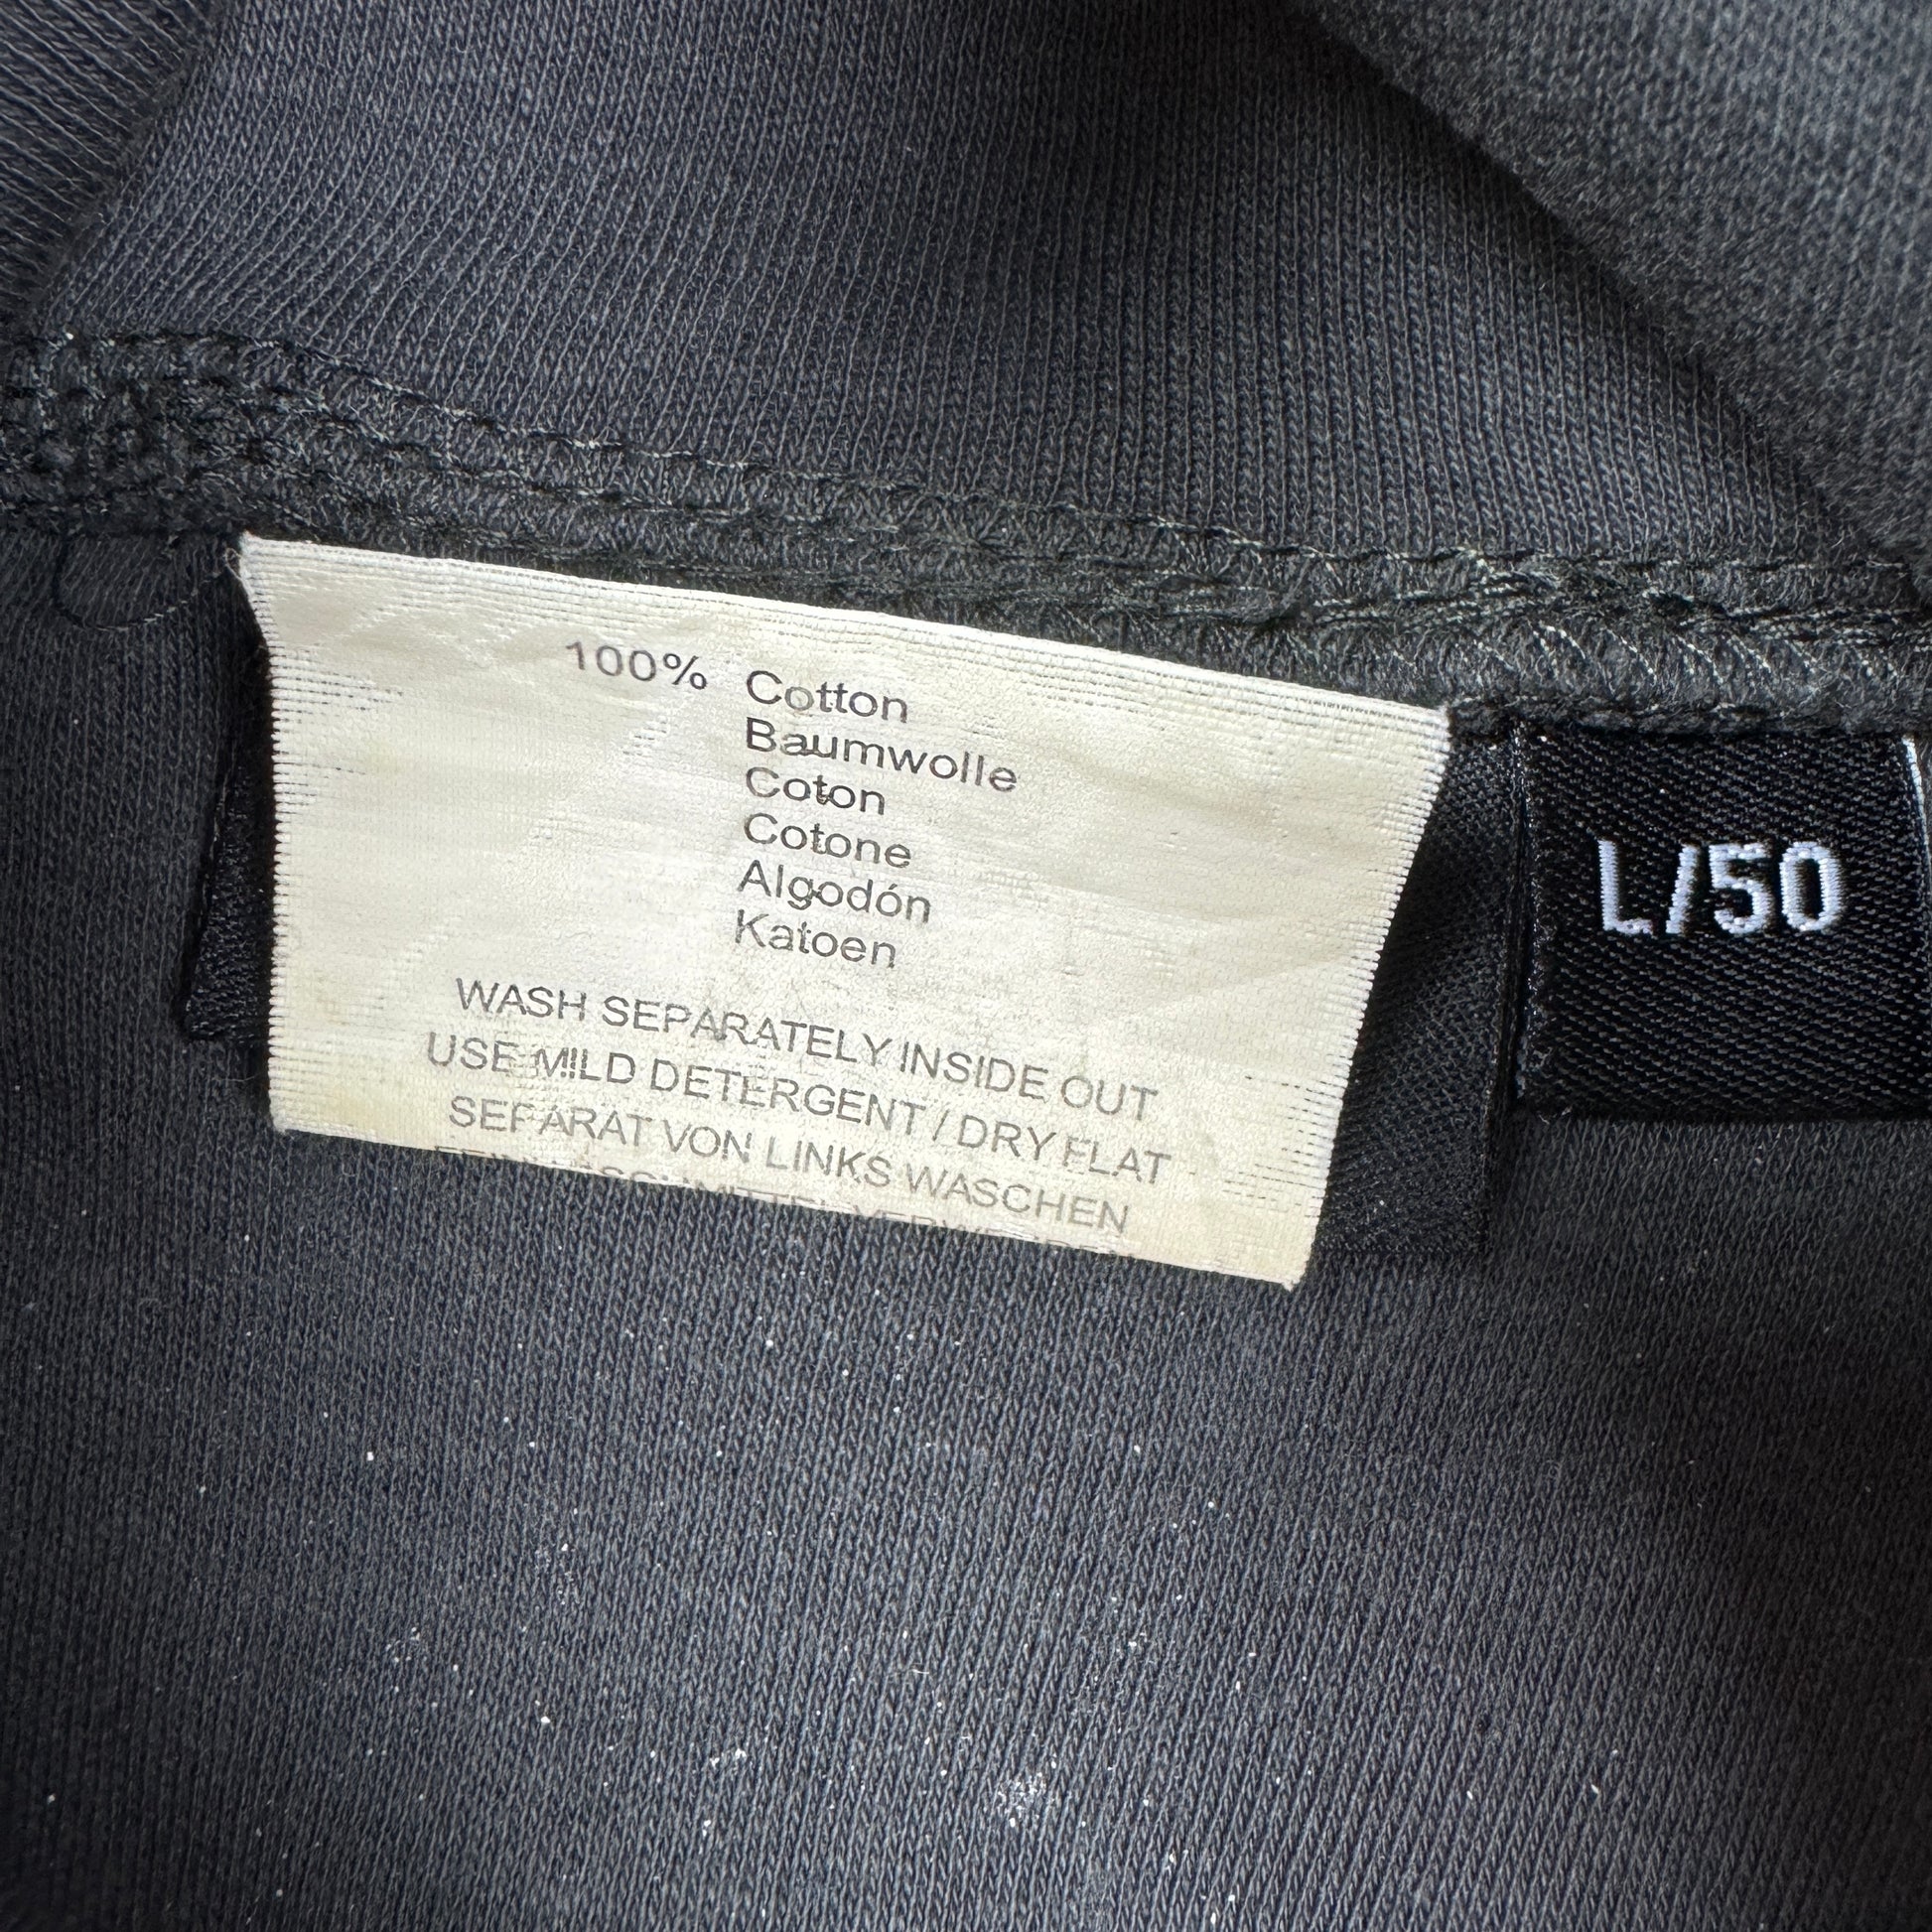 100% Cotton
Baumwolle
Coton
Cotone
Algodón
Katoen
WASH SEPARATELY INSIDE OUT
USE MILD DETERGENT / DRY FLAT
SEPARAT VON LINKS WASCHEN
L/50